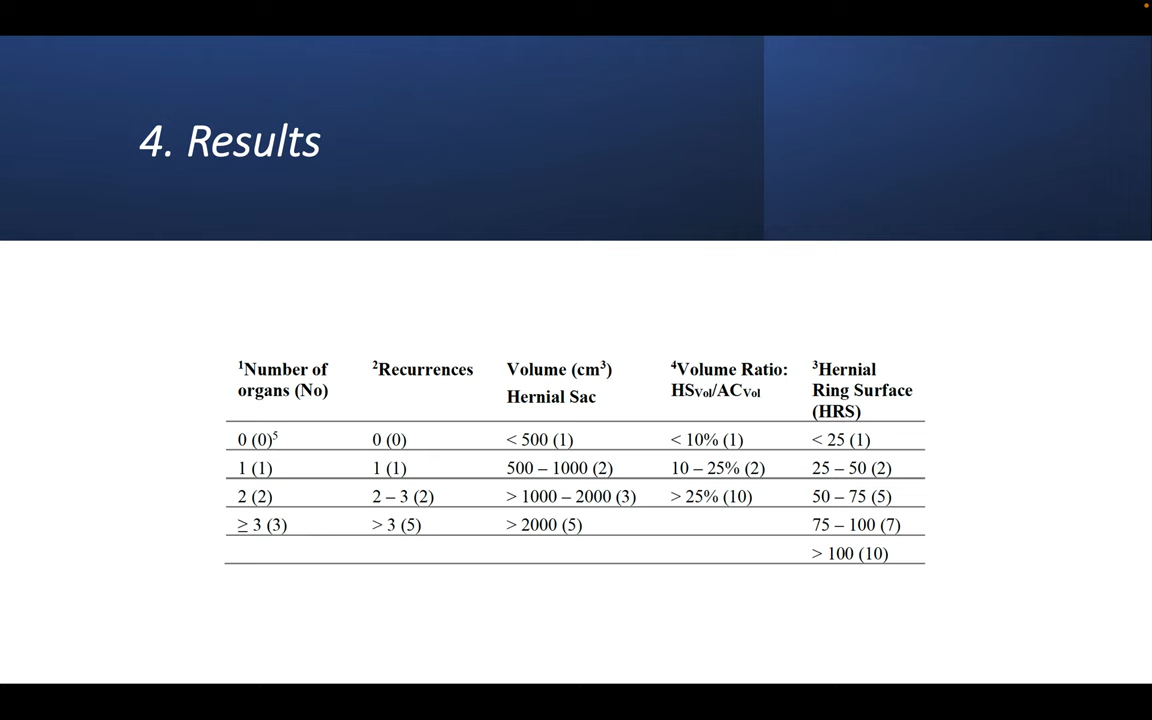 4. Results
¹Number of organs (No) ²Recurrences Volume (cm³) Hernial Sac ⁴Volume Ratio: HSVol/ACVol ³Hernial Ring Surface (HRS)
0 (0)⁵ 0 (0) < 500 (1) < 10% (1) < 25 (1)
1 (1) 1 (1) 500 – 1000 (2) 10 – 25% (2) 25 – 50 (2)
2 (2) 2 – 3 (2) > 1000 – 2000 (3) > 25% (10) 50 – 75 (5)
≥ 3 (3) > 3 (5) > 2000 (5) 75 – 100 (7)
> 100 (10)